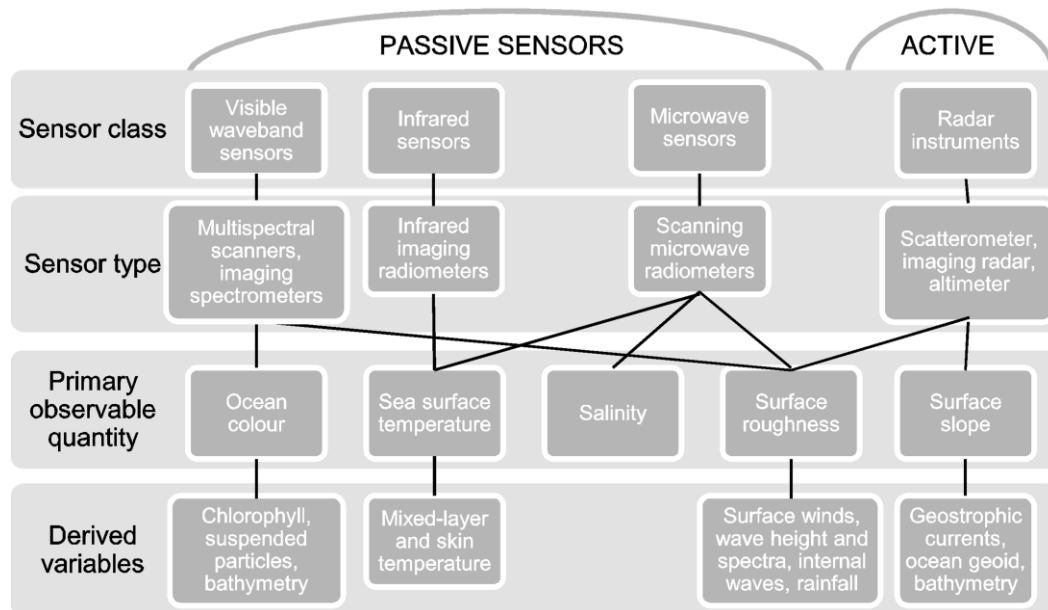 PASSIVE SENSORS
ACTIVE
Sensor class
Visible
waveband
sensors
Infrared
sensors
Microwave
sensors
Radar
instruments
Sensor type
Multispectral
scanners,
imaging
spectrometers
Infrared
imaging
radiometers
Scanning
microwave
radiometers
Scatterometer,
imaging radar,
altimeter
Primary
observable
quantity
Ocean
colour
Sea surface
temperature
Salinity
Surface
roughness
Surface
slope
Derived
variables
Chlorophyll,
suspended
particles,
bathymetry
Mixed-layer
and skin
temperature
Surface winds,
wave height and
spectra, internal
waves, rainfall
Geostrophic
currents,
ocean geoid,
bathymetry